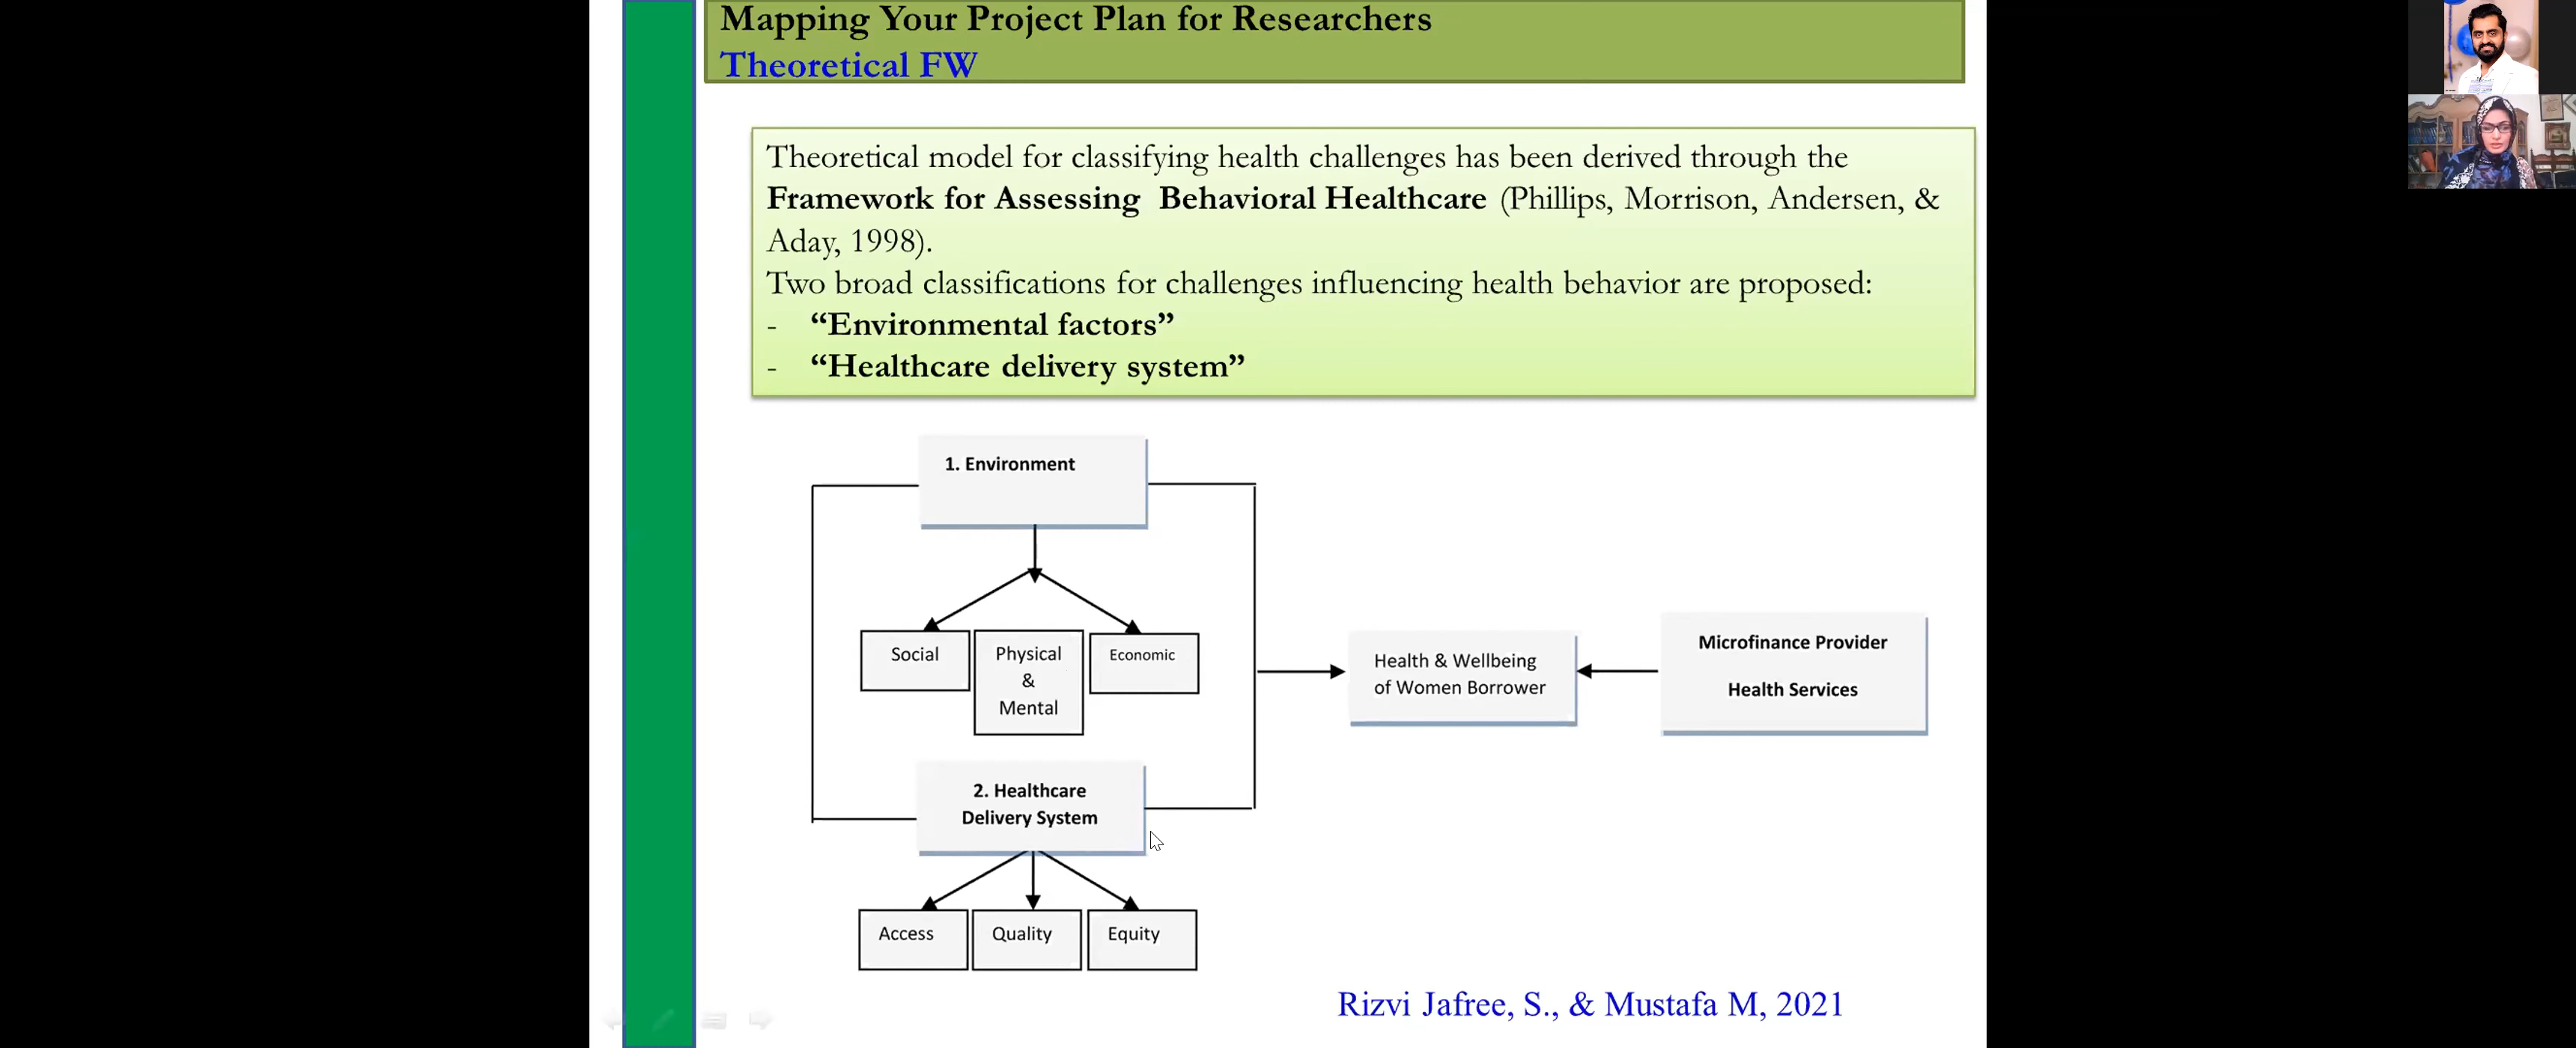 Mapping Your Project Plan for Researchers
Theoretical FW
Theoretical model for classifying health challenges has been derived through the
Framework for Assessing Behavioral Healthcare (Phillips, Morrison, Andersen, &
Aday, 1998).
Two broad classifications for challenges influencing health behavior are proposed:
- “Environmental factors”
- “Healthcare delivery system”
1. Environment
Social
Physical
&
Mental
Economic
2. Healthcare
Delivery System
Access
Quality
Equity
Health & Wellbeing
of Women Borrower
Microfinance Provider
Health Services
Rizvi Jafree, S., & Mustafa M, 2021